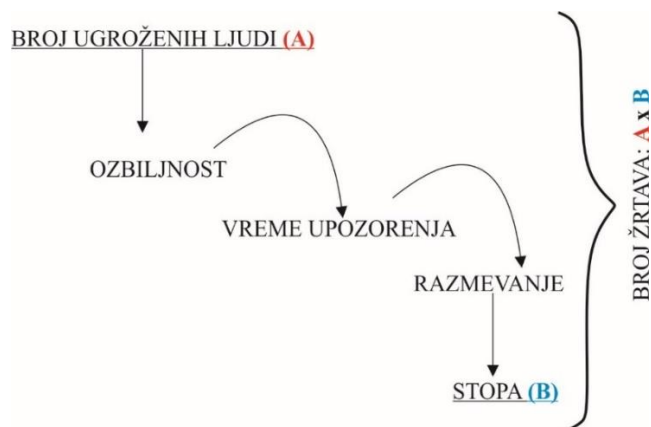 BROJ UGROŽENIH LJUDI (A)
OZBILJNOST
VREME UPOZORENJA
RAZMEVANJE
STOPA (B)
BROJ ŽRTAVA: A x B